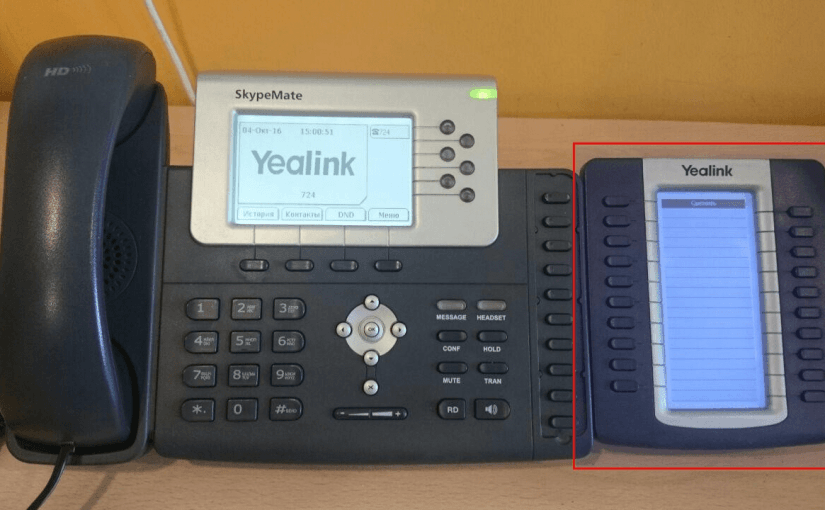 HD
SkypeMate
04-Окт-16 15:00:51 724
Yealink
724
История Контакты DND Меню
Yealink
1 2 3
4 5 6
7 8 9
*. 0 #
OK
MESSAGE HEADSET
CONF HOLD
MUTE TRAN
RD
- +